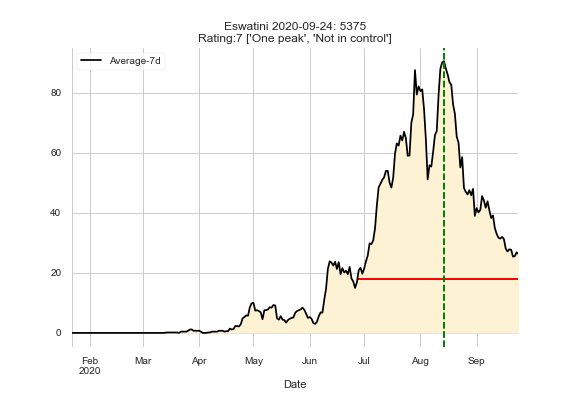 Eswatini 2020-09-24: 5375
Rating:7 ['One peak', 'Not in control']
Average-7d
80
60
40
20
0
Feb Mar Apr May Jun Jul Aug Sep
2020
Date